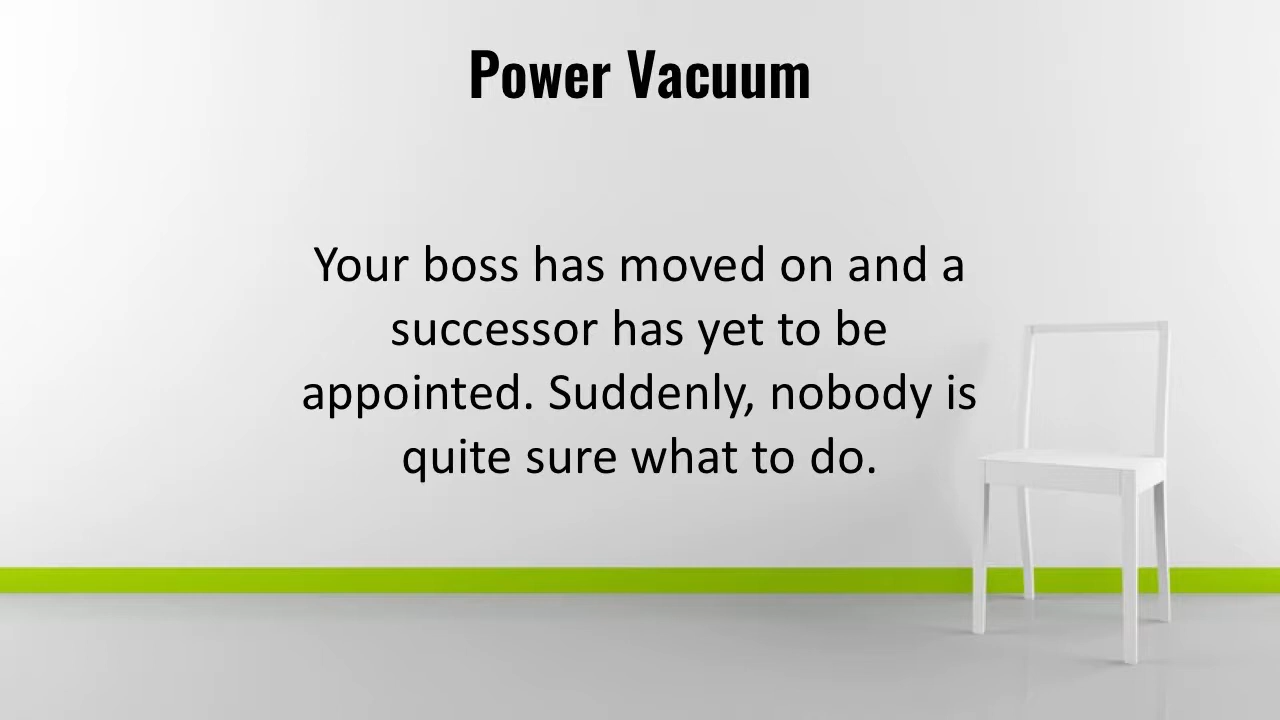 Power Vacuum
Your boss has moved on and a
successor has yet to be
appointed. Suddenly, nobody is
quite sure what to do.